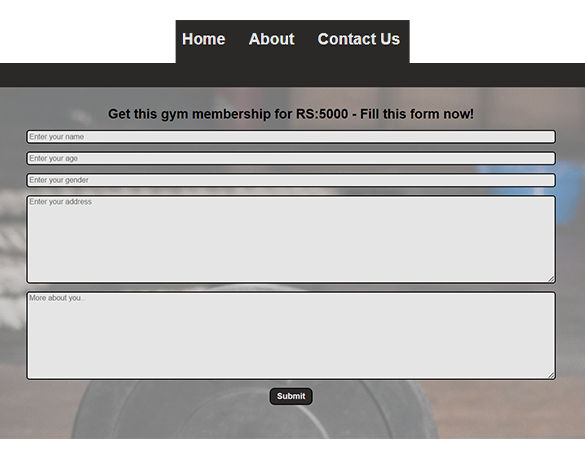 Home About Contact Us
Get this gym membership for RS:5000 - Fill this form now!
Enter your name
Enter your age
Enter your gender
Enter your address
More about you..
Submit